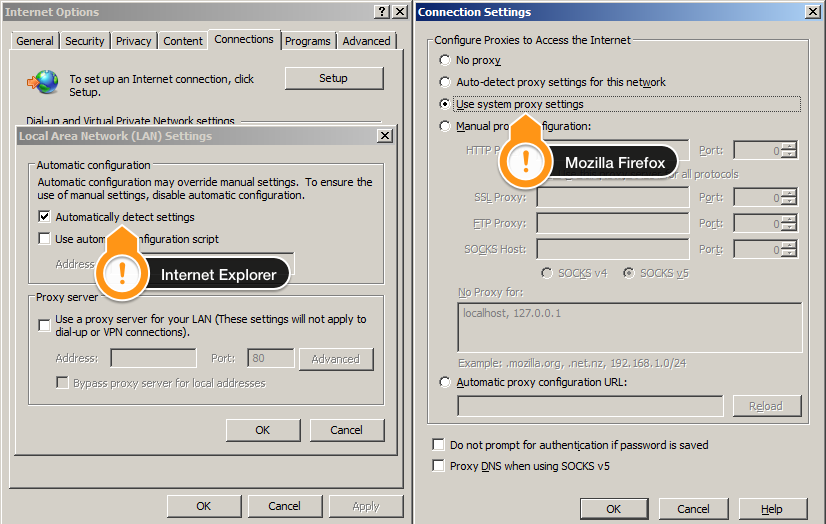 Internet Options
General
Security
Privacy
Content
Connections
Programs
Advanced
To set up an Internet connection, click
Setup.
Setup
Dial-up and Virtual Private Network settings
Local Area Network (LAN) Settings
Automatic configuration
Automatic configuration may override manual settings. To ensure the
use of manual settings, disable automatic configuration.
Automatically detect settings
Use configuration script
Address
Internet Explorer
Proxy server
Use a proxy server for your LAN (These settings will not apply to
dial-up or VPN connections).
Address:
Port:
80
Advanced
Bypass proxy server for local addresses
OK
Cancel
OK
Cancel
Apply
Connection Settings
Configure Proxies to Access the Internet
No proxy
Auto-detect proxy settings for this network
Use system proxy settings
Manual configuration:
HTTP
Mozilla Firefox
Port:
0
for all protocols
SSL Proxy:
Port:
0
FTP Proxy:
Port:
0
SOCKS Host:
Port:
0
SOCKS v4
SOCKS v5
No Proxy for:
localhost, 127.0.0.1
Example: .mozilla.org, .net.nz, 192.168.1.0/24
Automatic proxy configuration URL:
Reload
Do not prompt for authentication if password is saved
Proxy DNS when using SOCKS v5
OK
Cancel
Help